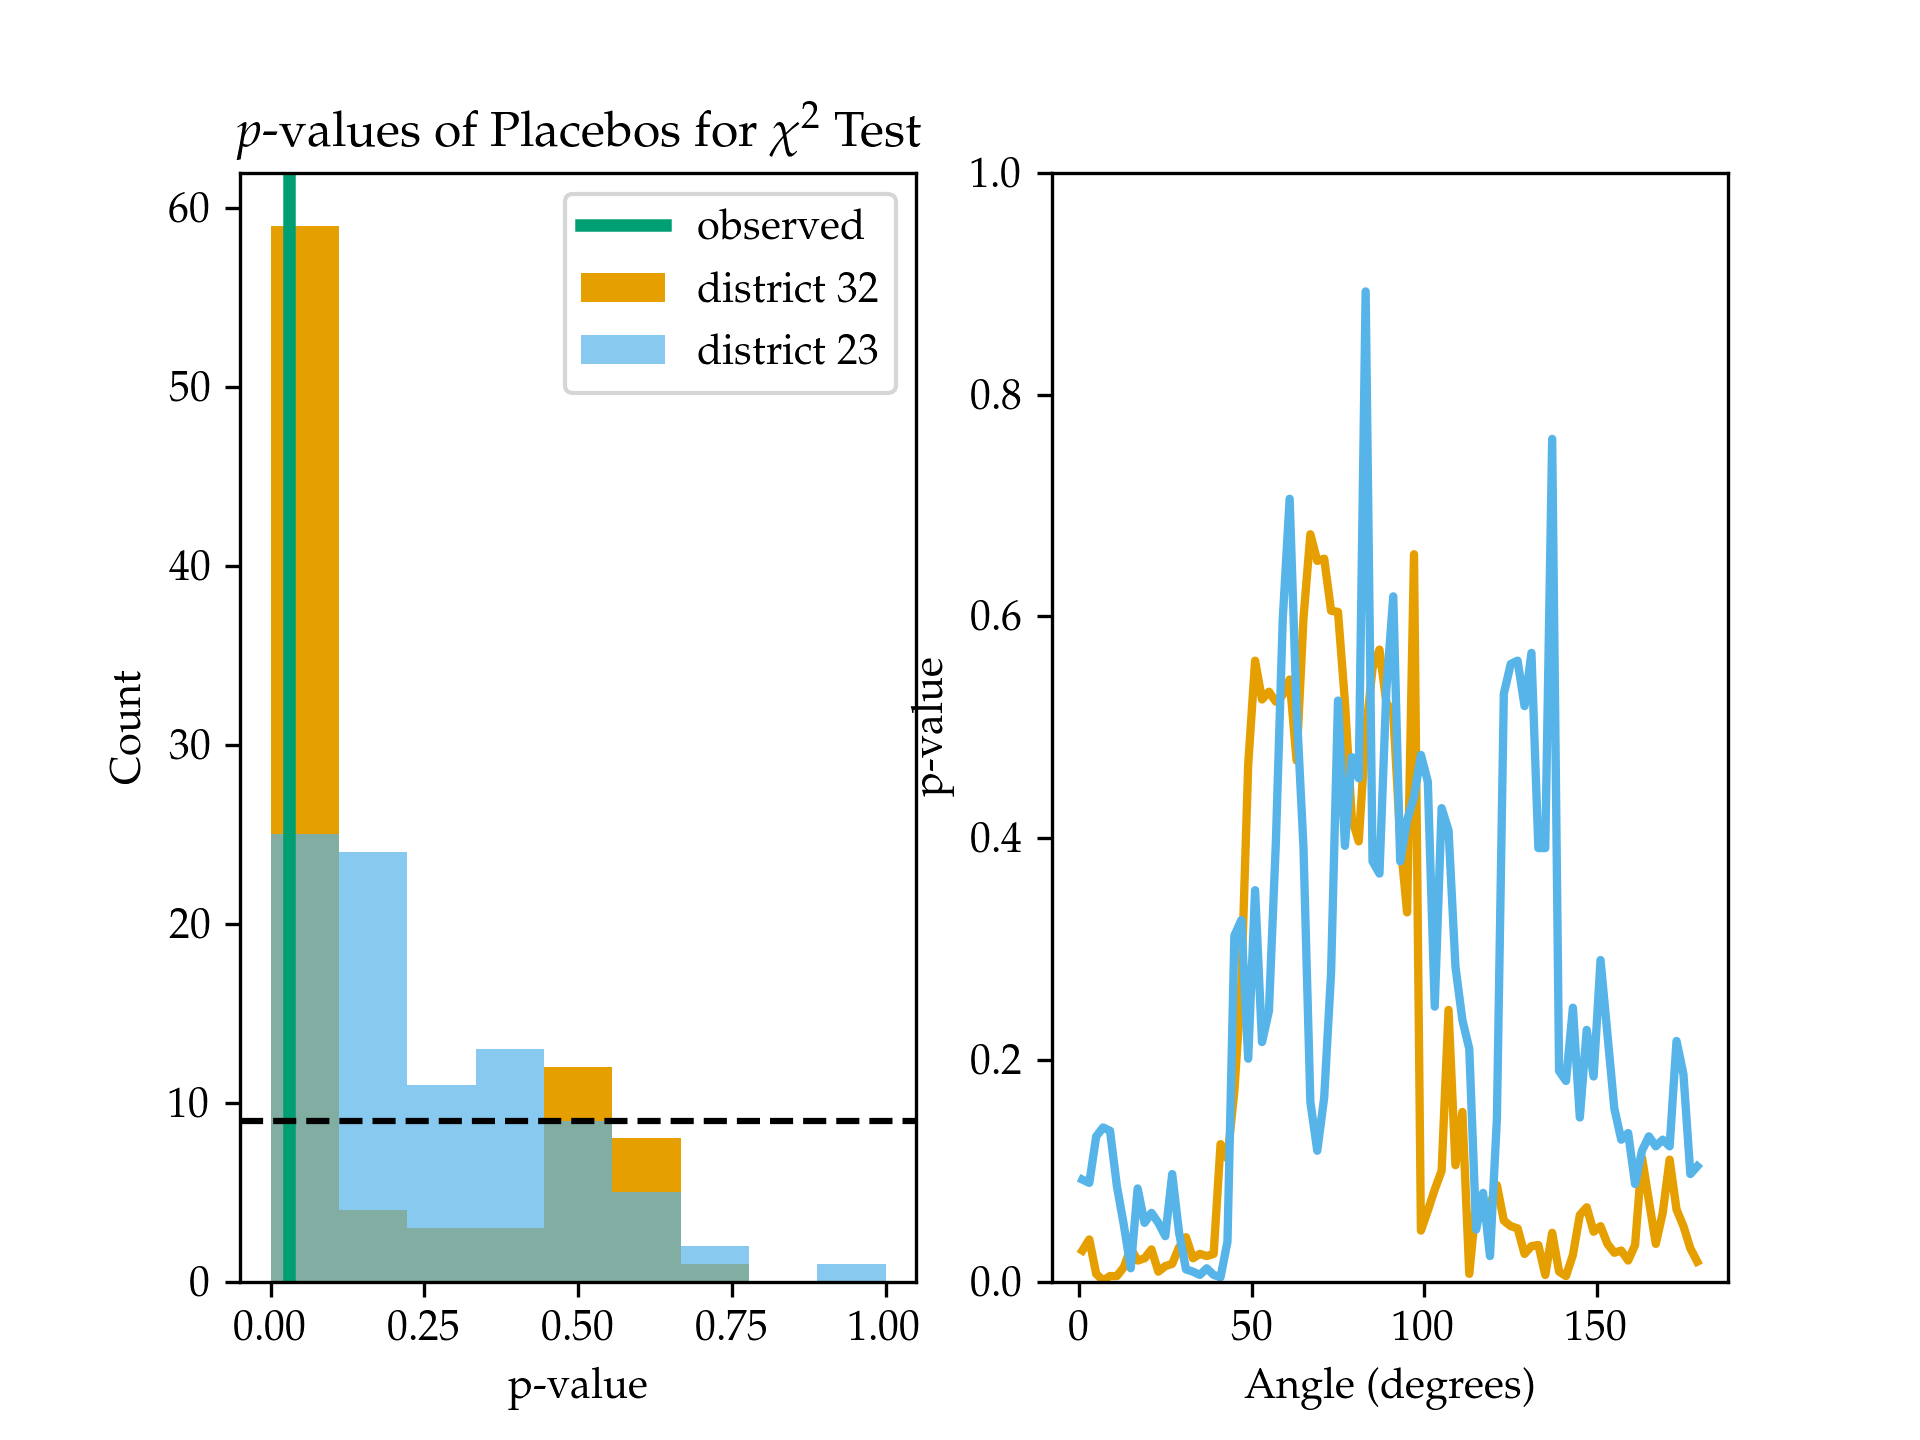 p-values of Placebos for χ² Test
observed
district 32
district 23
60
50
40
30
20
10
0
Count
0.00 0.25 0.50 0.75 1.00
p-value
1.0
0.8
0.6
0.4
0.2
0.0
p-value
0 50 100 150
Angle (degrees)